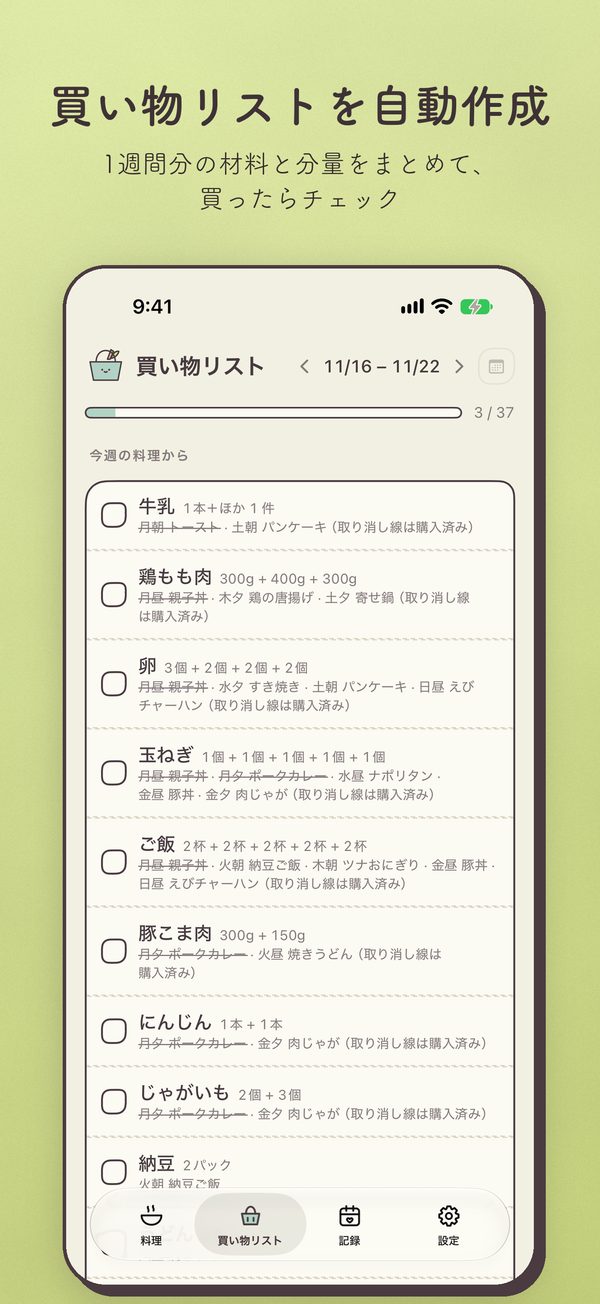 買い物リストを自動作成
1週間分の材料と分量をまとめて、
買ったらチェック
9:41
買い物リスト
11/16 – 11/22
3 / 37
今週の料理から
牛乳 1本＋ほか 1 件
月朝 トースト · 土朝 パンケーキ（取り消し線は購入済み）
鶏もも肉 300g + 400g + 300g
月昼 親子丼 · 木夕 鶏の唐揚げ · 土夕 寄せ鍋（取り消し線
は購入済み）
卵 3個 + 2個 + 2個 + 2個
月昼 親子丼 · 水夕 すき焼き · 土朝 パンケーキ · 日昼 えび
チャーハン（取り消し線は購入済み）
玉ねぎ 1個 + 1個 + 1個 + 1個 + 1個
月昼 親子丼 · 月夕 ポークカレー · 水昼 ナポリタン ·
金昼 豚丼 · 金夕 肉じゃが（取り消し線は購入済み）
ご飯 2杯 + 2杯 + 2杯 + 2杯 + 2杯
月昼 親子丼 · 火朝 納豆ご飯 · 木朝 ツナおにぎり · 金昼 豚丼 ·
日昼 えびチャーハン（取り消し線は購入済み）
豚こま肉 300g + 150g
月夕 ポークカレー · 火昼 焼きうどん（取り消し線は
購入済み）
にんじん 1本 + 1本
月夕 ポークカレー · 金夕 肉じゃが（取り消し線は購入済み）
じゃがいも 2個 + 3個
月夕 ポークカレー · 金夕 肉じゃが（取り消し線は購入済み）
納豆 2パック
火朝 納豆ご飯
料理
買い物リスト
記録
設定